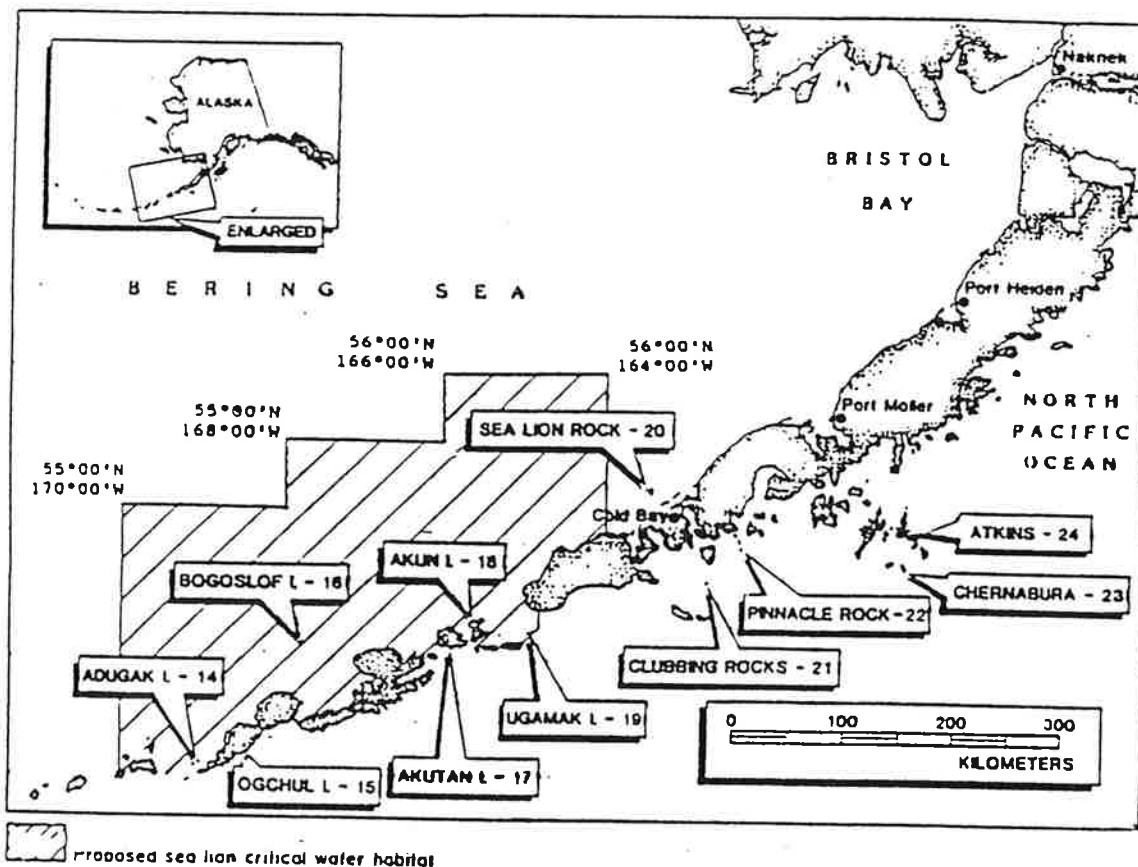 ALASKA
ENLARGED
Naknek
BRISTOL
BAY
BERING SEA
Port Heiden
56°00'N
166°00'W
56°00'N
164°00'W
55°00'N
168°00'W
55°00'N
170°00'W
Port Moller
NORTH
PACIFIC
OCEAN
SEA LION ROCK - 20
Cold Bay
ATKINS - 24
AKUN I. - 18
BOGOSLOF I. - 16
CHERNABURA - 23
PINNACLE ROCK - 22
CLUBBING ROCKS - 21
ADUGAK I. - 14
UGAMAK I. - 19
OGCHUL I. - 15
AKUTAN I. - 17
0 100 200 300
KILOMETERS
Proposed sea lion critical water habitat